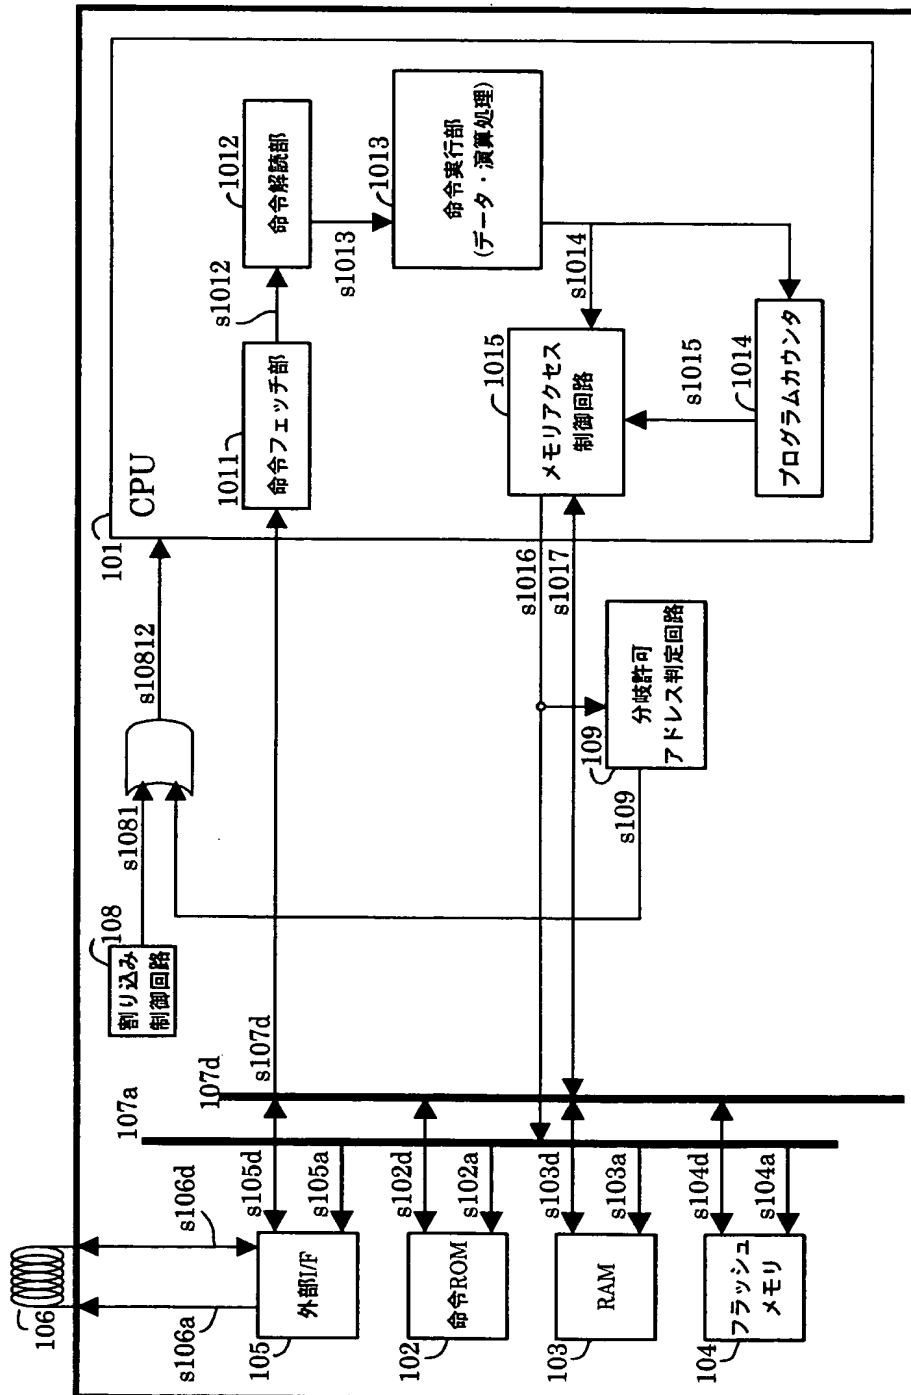 101
CPU
1011
命令フェッチ部
s1012
1012
命令解読部
s1013
1013
命令実行部
(データ・演算処理)
s1014
1015
メモリアクセス
制御回路
s1015
1014
プログラムカウンタ
s1016
s1017
s10812
s1081
108
割り込み
制御回路
109
分岐許可
アドレス判定回路
s109
107a
107d
s107d
106
s106d
s106a
s105d
s105a
105
外部I/F
s102d
s102a
102
命令ROM
s103d
s103a
103
RAM
s104d
s104a
104
フラッシュ
メモリ